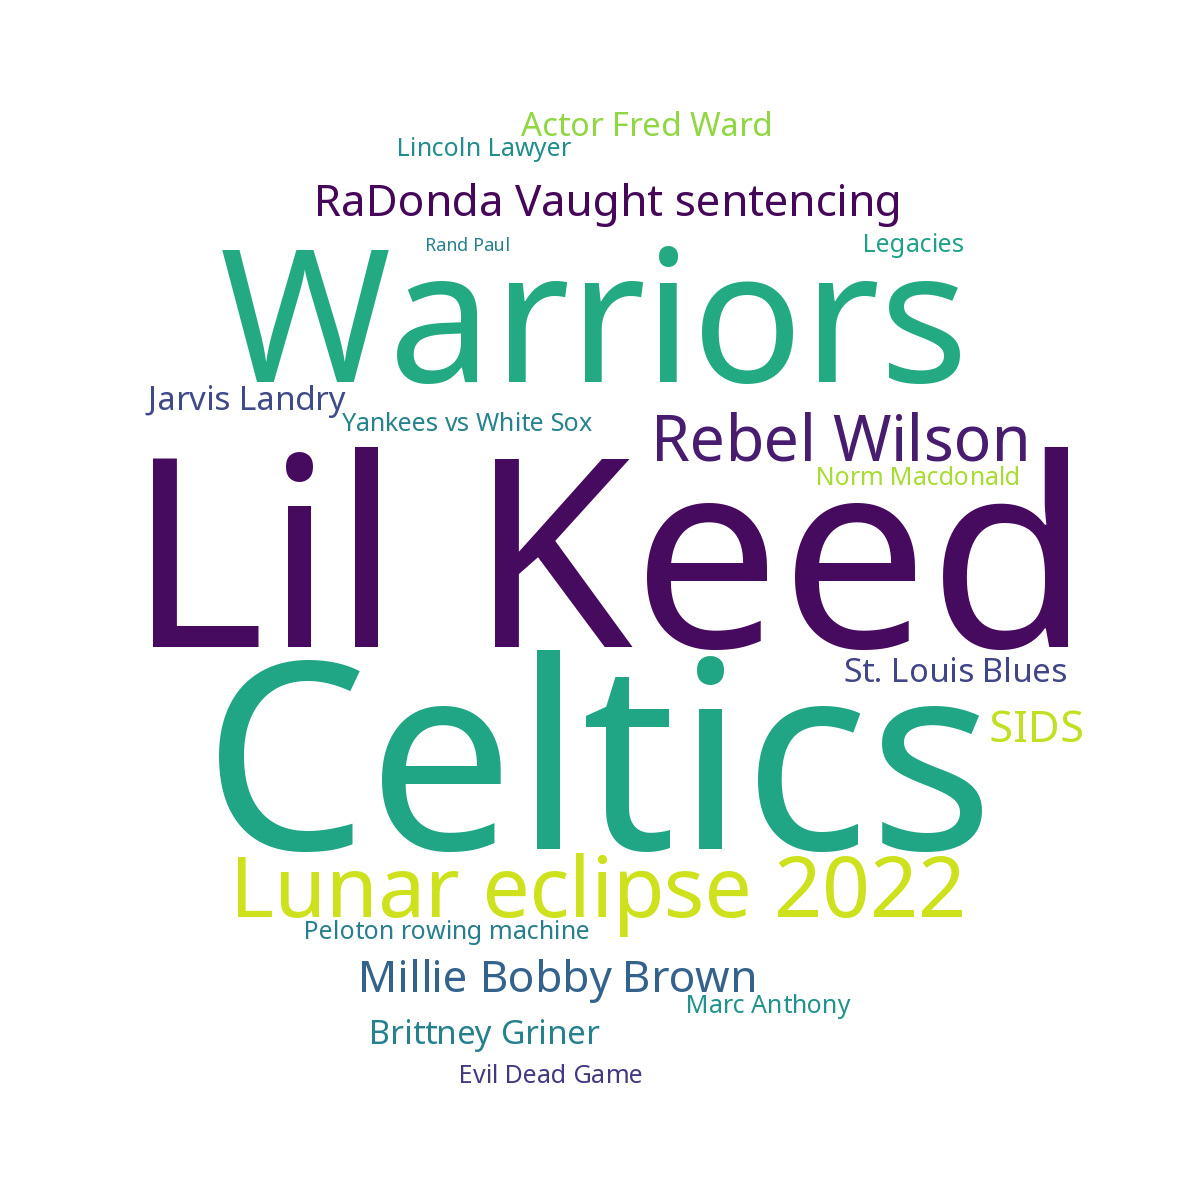 Actor Fred Ward
Lincoln Lawyer
RaDonda Vaught sentencing
Rand Paul
Legacies
Warriors
Jarvis Landry
Yankees vs White Sox
Rebel Wilson
Norm Macdonald
Lil Keed
St. Louis Blues
SIDS
Celtics
Lunar eclipse 2022
Peloton rowing machine
Millie Bobby Brown
Marc Anthony
Brittney Griner
Evil Dead Game